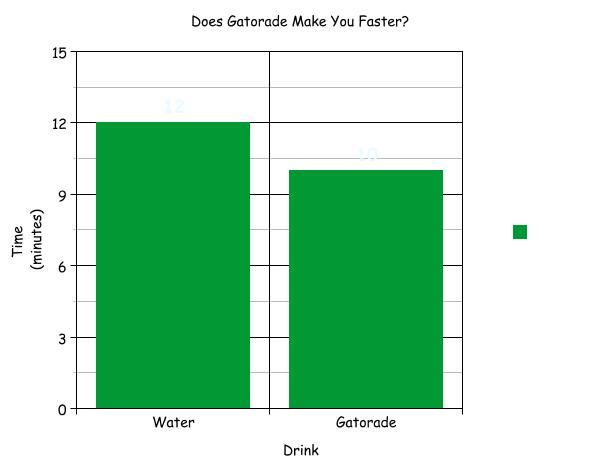 Does Gatorade Make You Faster?
15
12
9
6
3
0
Time
(minutes)
12
10
Water
Gatorade
Drink